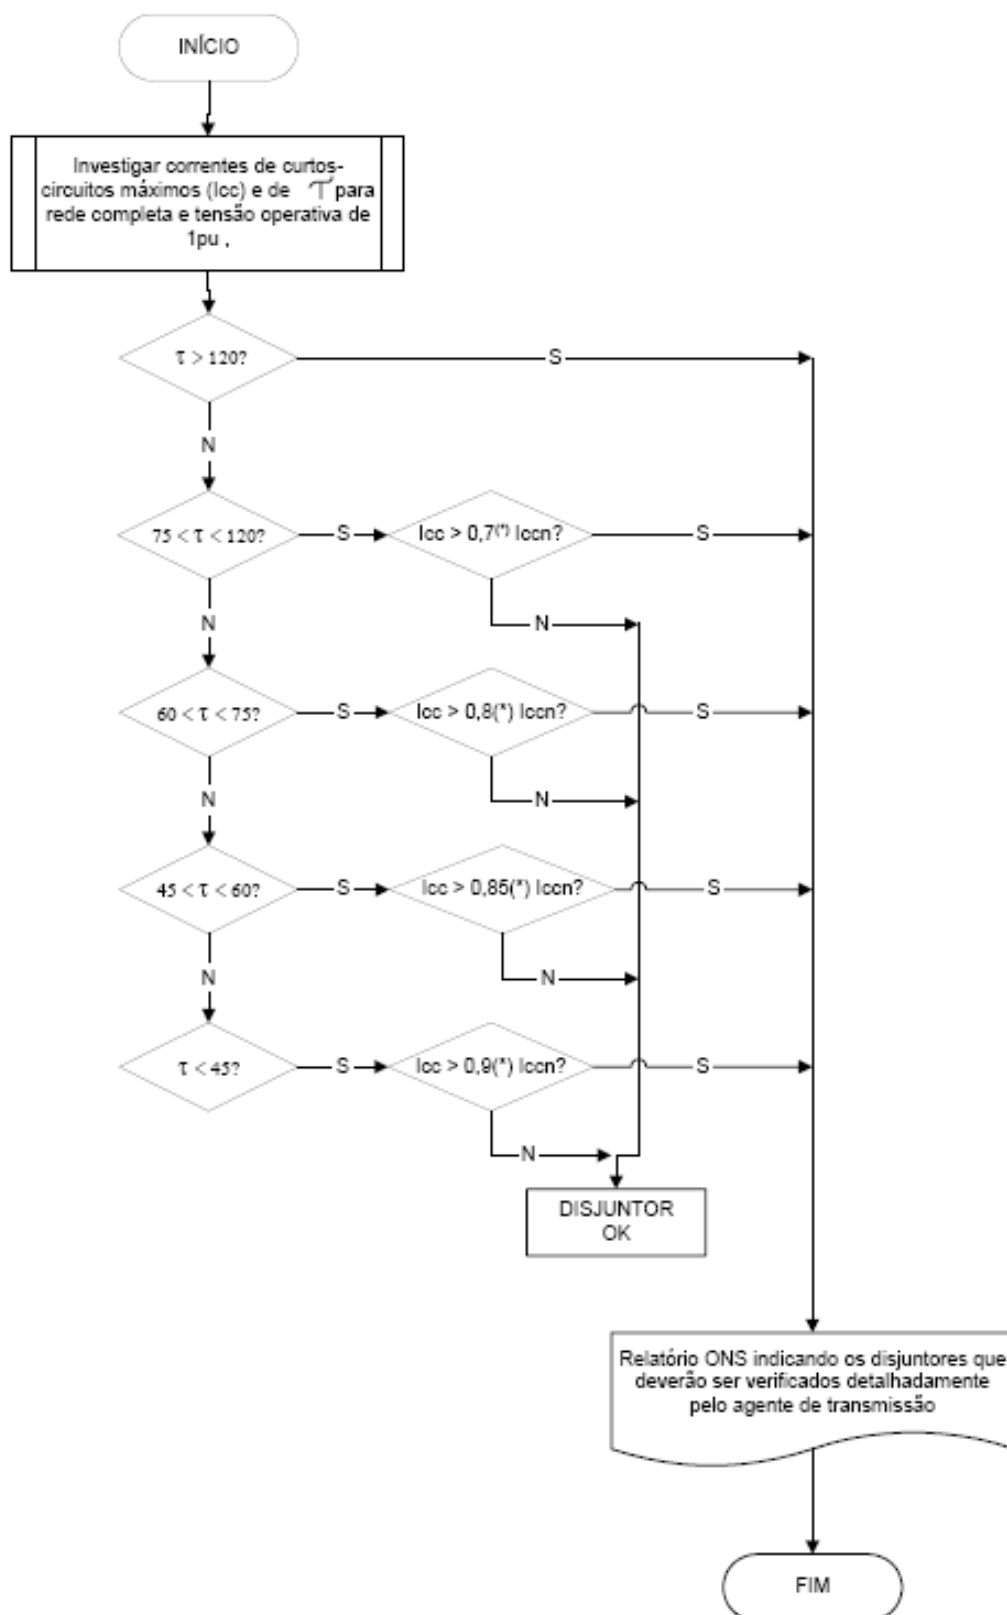 INÍCIO
Investigar correntes de curtos-
circuitos máximos (Icc) e de τ para
rede completa e tensão operativa de
1pu ,
τ > 120?
S
N
75 < τ < 120?
S
Icc > 0,7(*) Iccn?
S
N
N
60 < τ < 75?
S
Icc > 0,8(*) Iccn?
S
N
N
45 < τ < 60?
S
Icc > 0,85(*) Iccn?
S
N
N
τ < 45?
S
Icc > 0,9(*) Iccn?
S
N
DISJUNTOR
OK
Relatório ONS indicando os disjuntores que
deverão ser verificados detalhadamente
pelo agente de transmissão
FIM